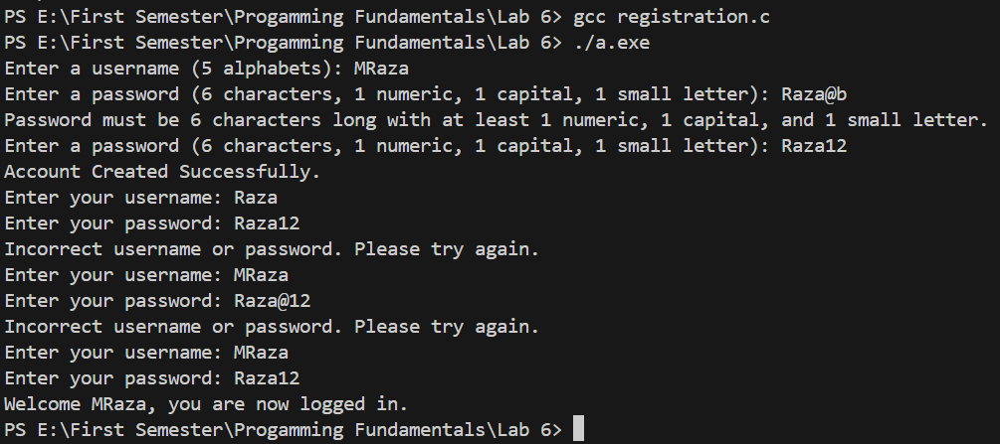 PS E:\First Semester\Progamming Fundamentals\Lab 6> gcc registration.c
PS E:\First Semester\Progamming Fundamentals\Lab 6> ./a.exe
Enter a username (5 alphabets): MRaza
Enter a password (6 characters, 1 numeric, 1 capital, 1 small letter): Raza@b
Password must be 6 characters long with at least 1 numeric, 1 capital, and 1 small letter.
Enter a password (6 characters, 1 numeric, 1 capital, 1 small letter): Raza12
Account Created Successfully.
Enter your username: Raza
Enter your password: Raza12
Incorrect username or password. Please try again.
Enter your username: MRaza
Enter your password: Raza@12
Incorrect username or password. Please try again.
Enter your username: MRaza
Enter your password: Raza12
Welcome MRaza, you are now logged in.
PS E:\First Semester\Progamming Fundamentals\Lab 6>